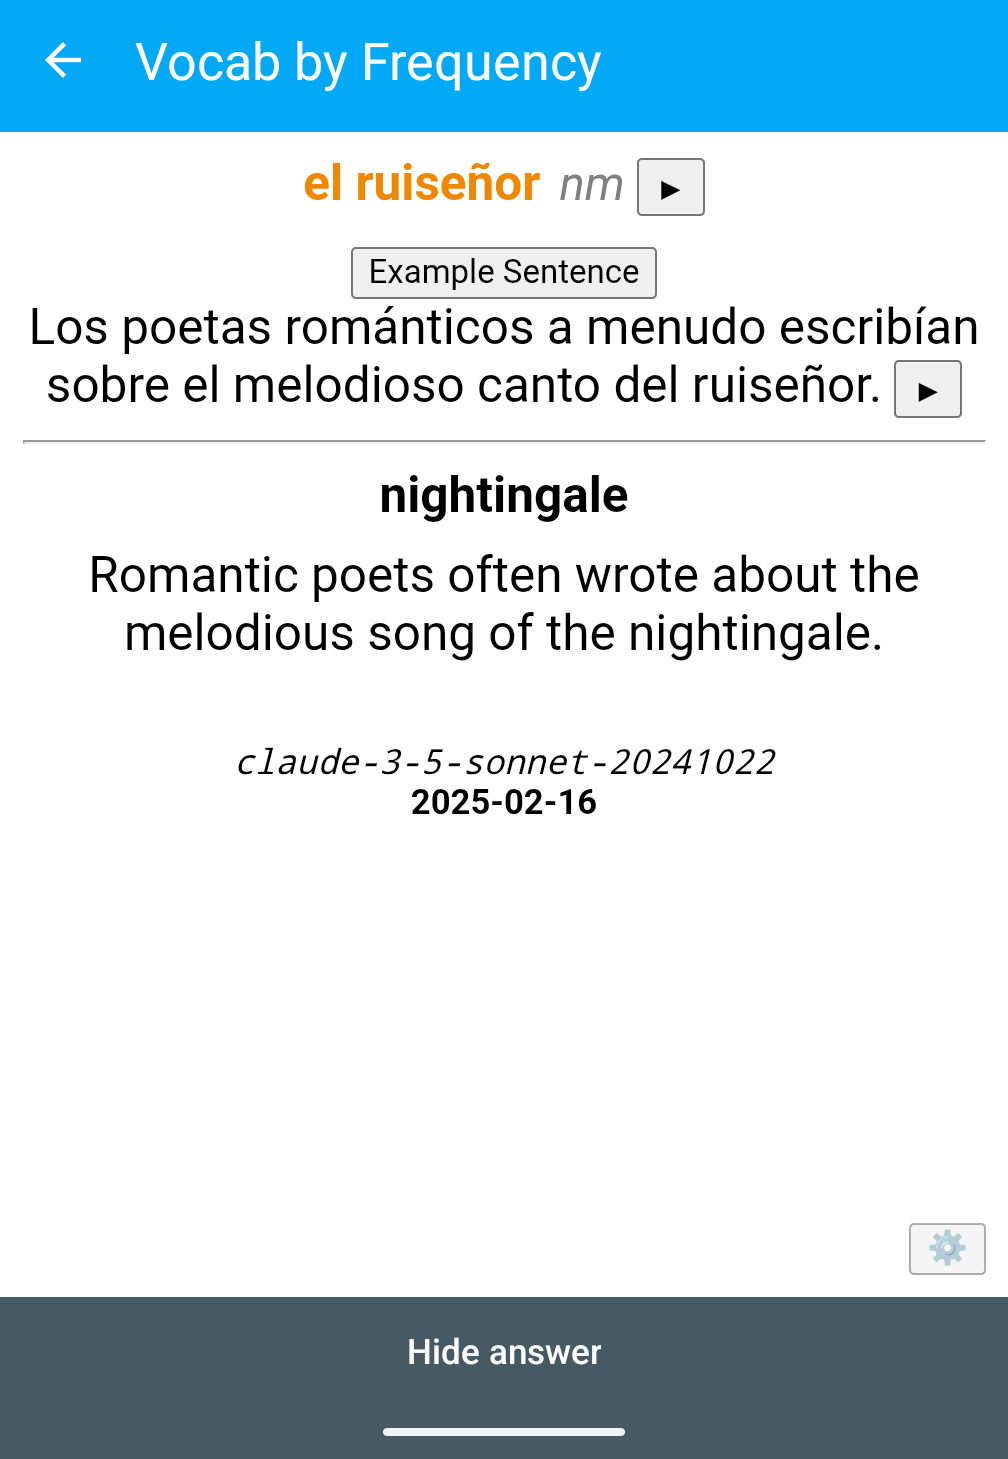 Vocab by Frequency
el ruiseñor nm ▶
Example Sentence
Los poetas románticos a menudo escribían
sobre el melodioso canto del ruiseñor. ▶
nightingale
Romantic poets often wrote about the
melodious song of the nightingale.
claude-3-5-sonnet-20241022
2025-02-16
Hide answer